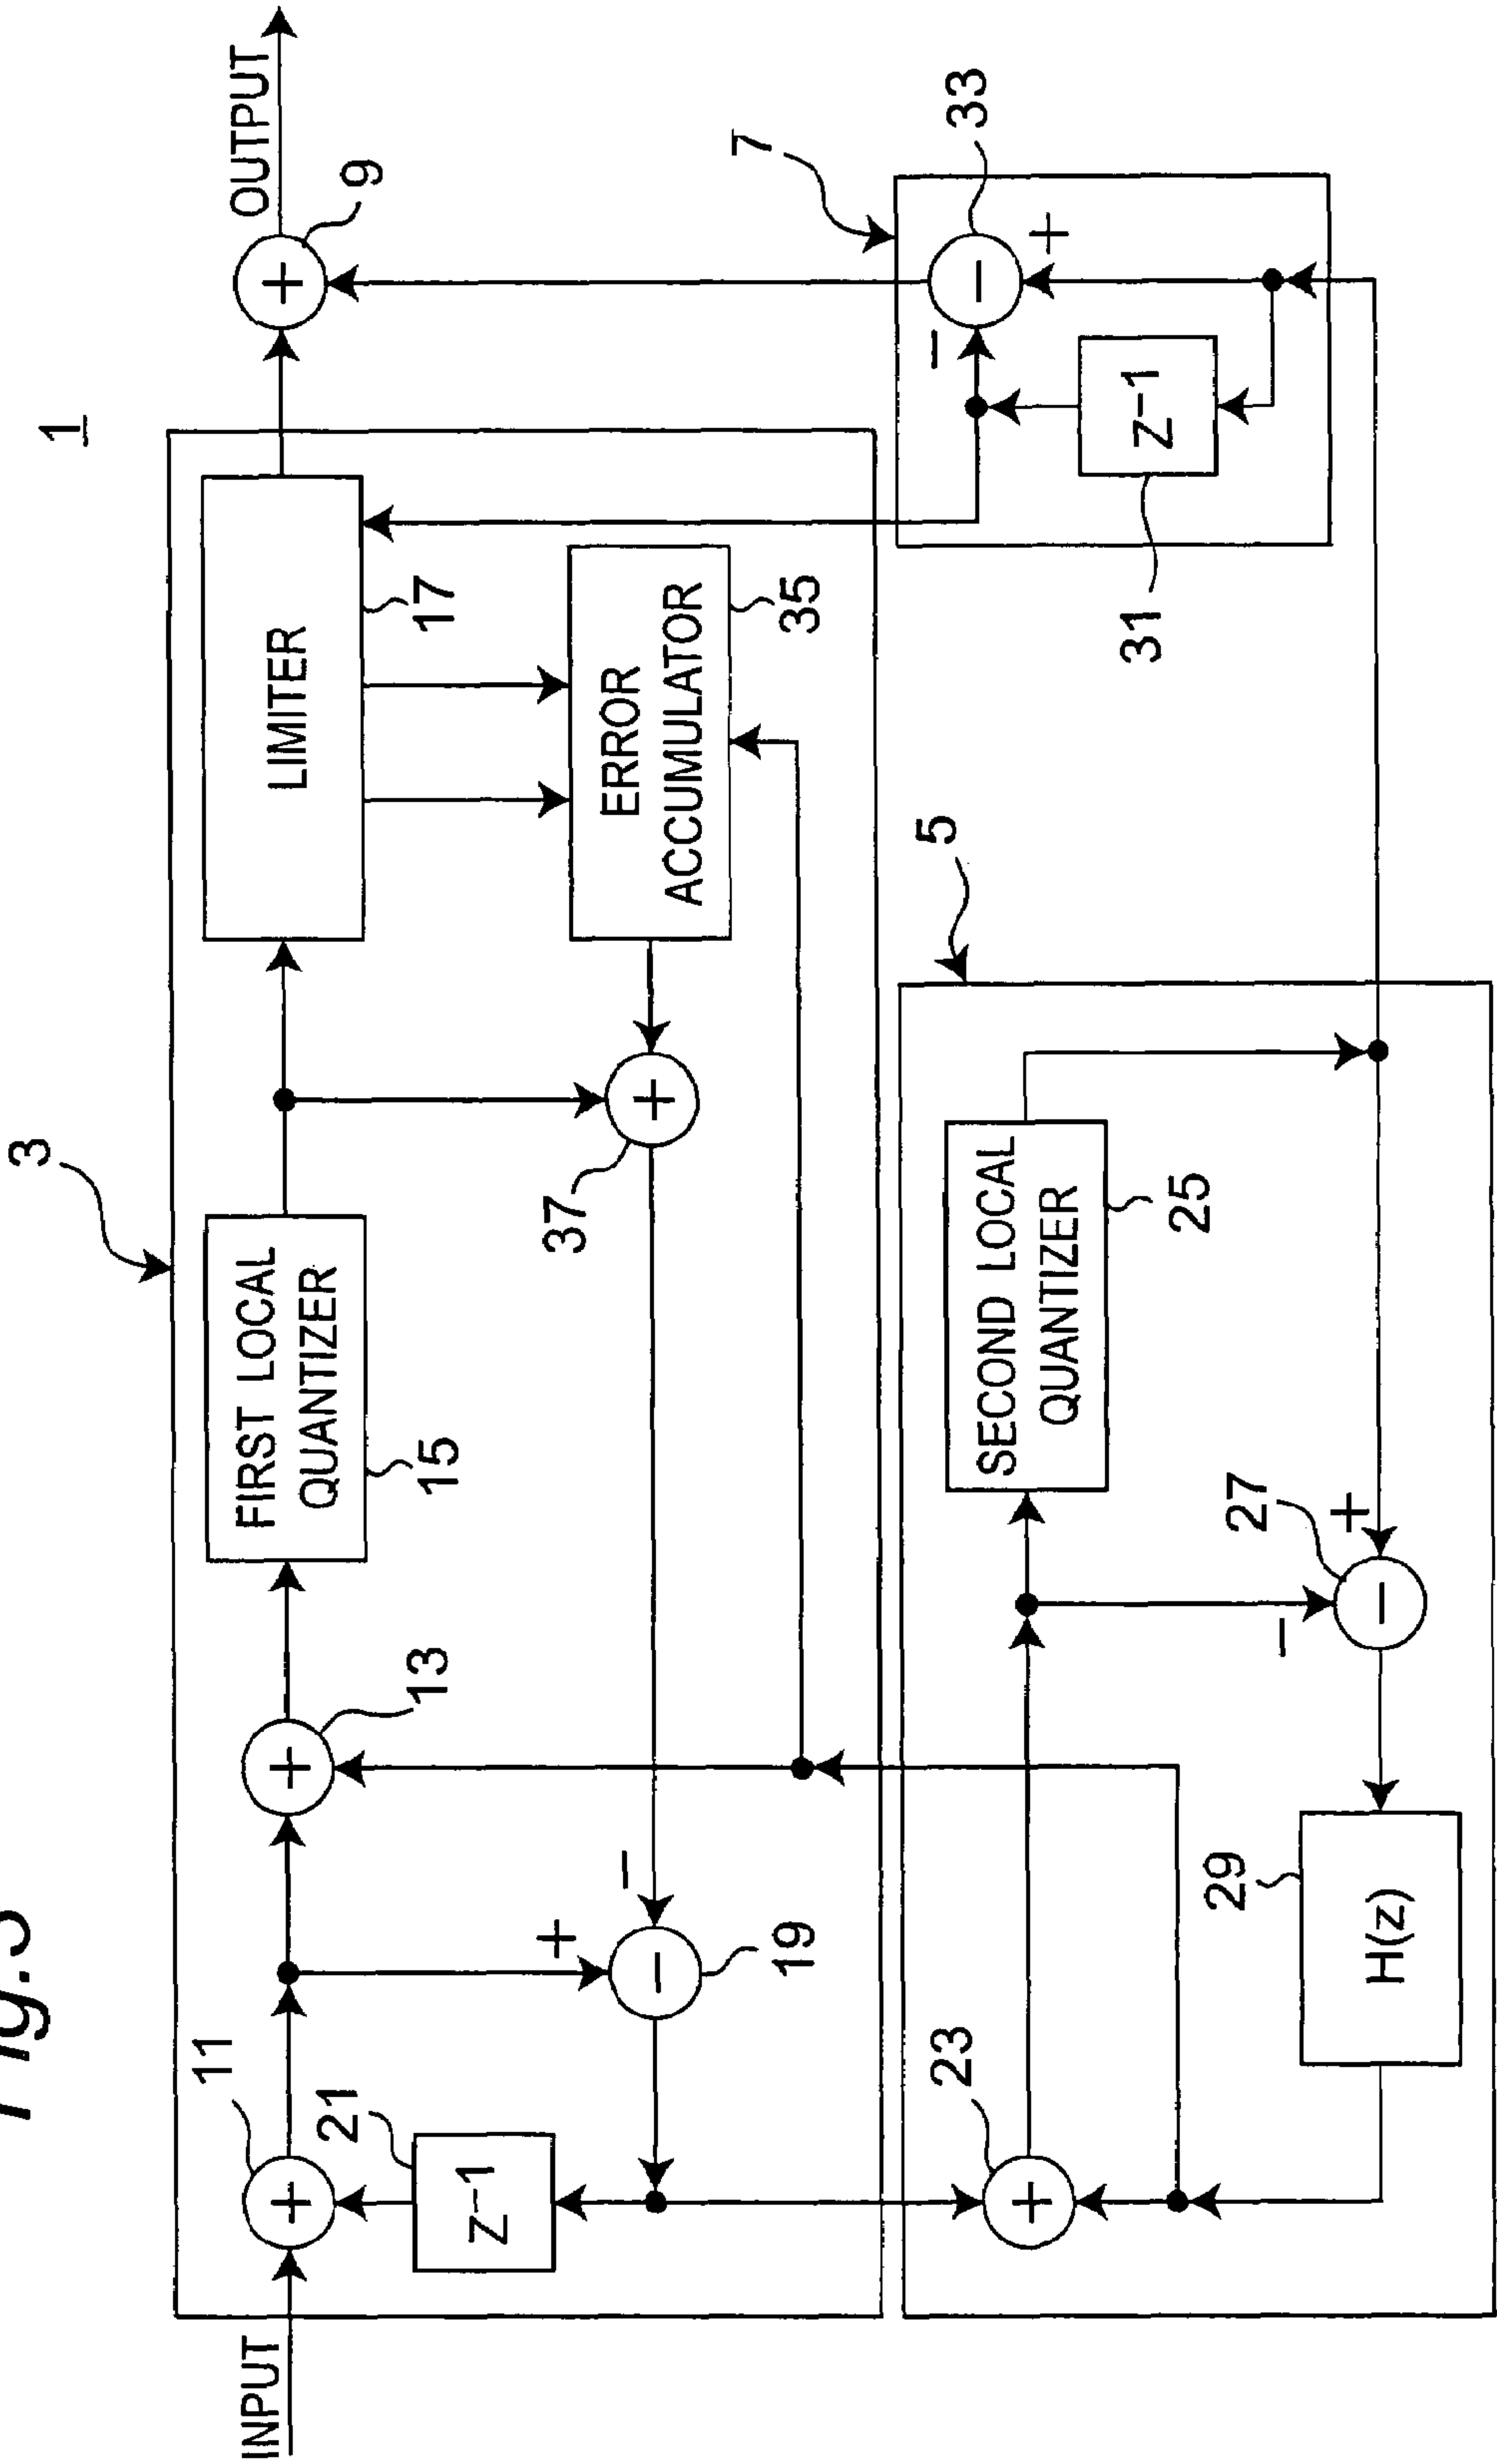 Fig.3
1
3
INPUT
11
+
13
+
FIRST LOCAL
QUANTIZER
15
LIMITER
17
9
+
OUTPUT
21
Z-1
19
+
−
−
37
+
ERROR
ACCUMULATOR
35
5
23
+
SECOND LOCAL
QUANTIZER
25
27
+
−
−
29
H(z)
7
33
−
+
−
Z-1
31